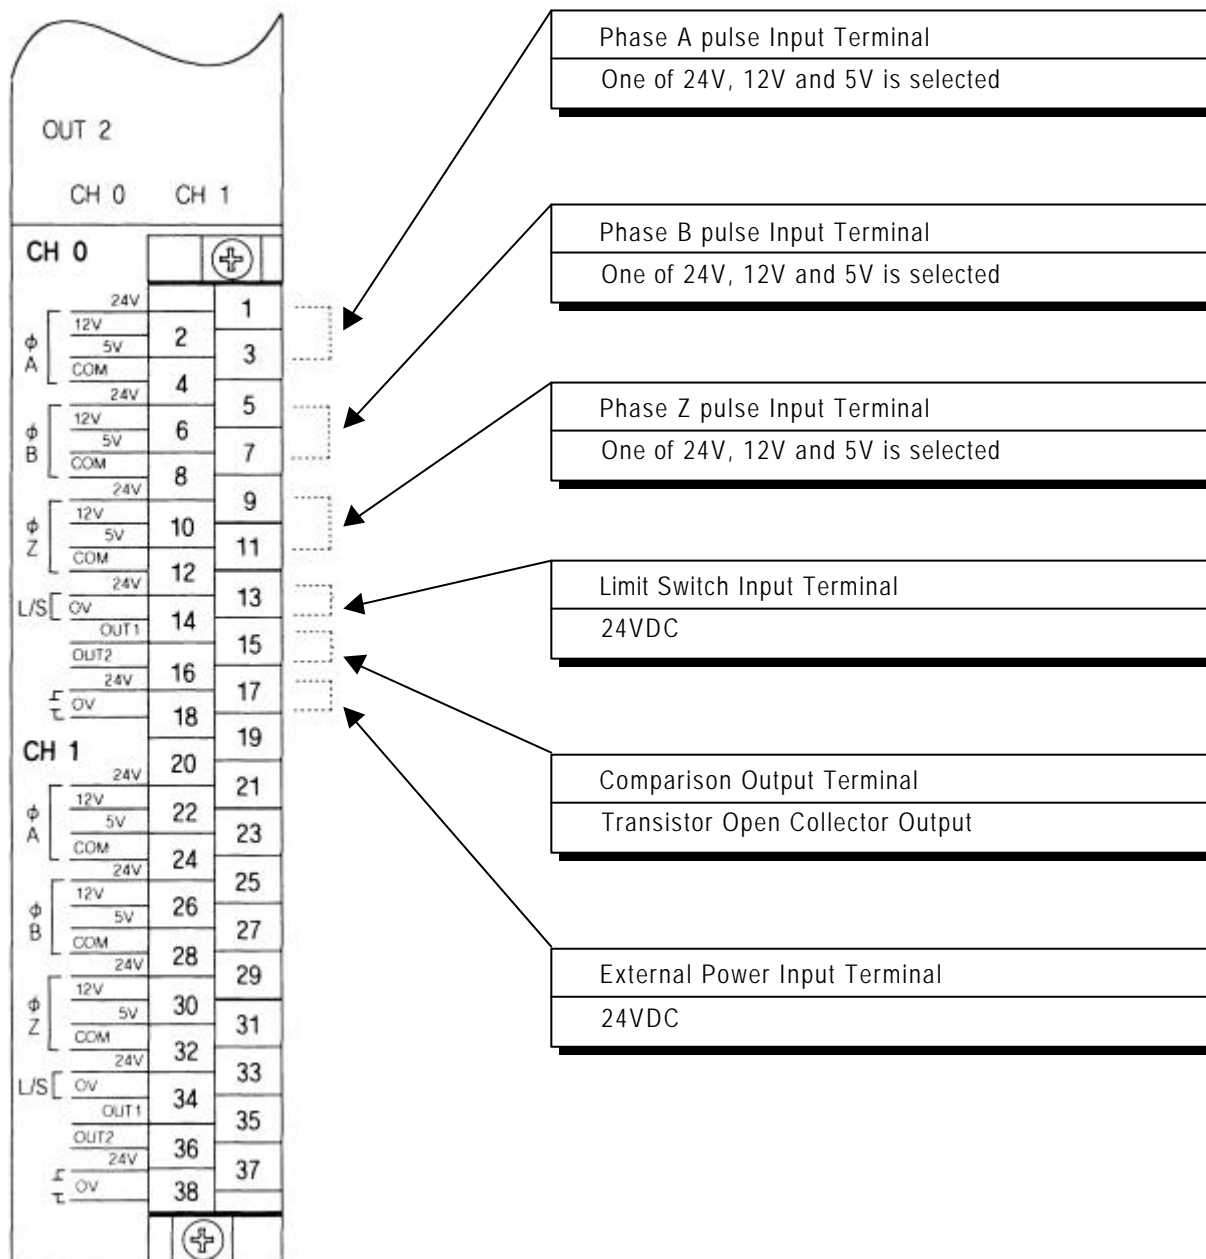 OUT 2
CH 0 CH 1
CH 0
24V 1
12V 2
φ A 5V 3
COM 4
24V 5
12V 6
φ B 5V 7
COM 8
24V 9
12V 10
φ Z 5V 11
COM 12
24V 13
L/S 0V 14
OUT1 15
OUT2 16
24V 17
0V 18
19
CH 1
20
24V 21
12V 22
φ A 5V 23
COM 24
24V 25
12V 26
φ B 5V 27
COM 28
24V 29
12V 30
φ Z 5V 31
COM 32
24V 33
L/S 0V 34
OUT1 35
OUT2 36
24V 37
0V 38
Phase A pulse Input Terminal
One of 24V, 12V and 5V is selected
Phase B pulse Input Terminal
One of 24V, 12V and 5V is selected
Phase Z pulse Input Terminal
One of 24V, 12V and 5V is selected
Limit Switch Input Terminal
24VDC
Comparison Output Terminal
Transistor Open Collector Output
External Power Input Terminal
24VDC